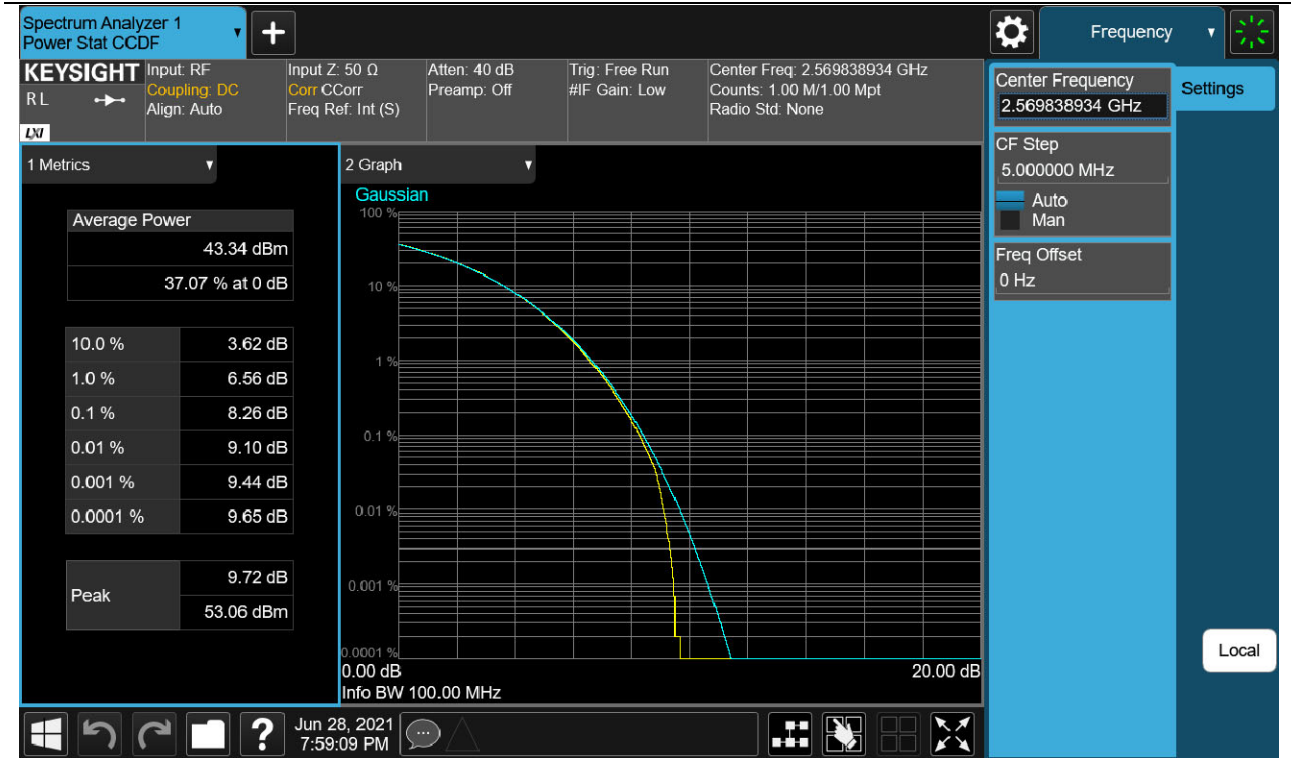 Spectrum Analyzer 1
Power Stat CCDF
+
Frequency
KEYSIGHT
R L
LXI
Input: RF
Coupling: DC
Align: Auto
Input Z: 50 Ω
Corr CCorr
Freq Ref: Int (S)
Atten: 40 dB
Preamp: Off
Trig: Free Run
#IF Gain: Low
Center Freq: 2.569838934 GHz
Counts: 1.00 M/1.00 Mpt
Radio Std: None
Center Frequency
2.569838934 GHz
Settings
CF Step
5.000000 MHz
Auto
Man
Freq Offset
0 Hz
1 Metrics
Average Power
43.34 dBm
37.07 % at 0 dB
10.0 % 3.62 dB
1.0 % 6.56 dB
0.1 % 8.26 dB
0.01 % 9.10 dB
0.001 % 9.44 dB
0.0001 % 9.65 dB
Peak
9.72 dB
53.06 dBm
2 Graph
Gaussian
100 %
10 %
1 %
0.1 %
0.01 %
0.001 %
0.0001 %
0.00 dB 20.00 dB
Info BW 100.00 MHz
Local
?
Jun 28, 2021
7:59:09 PM